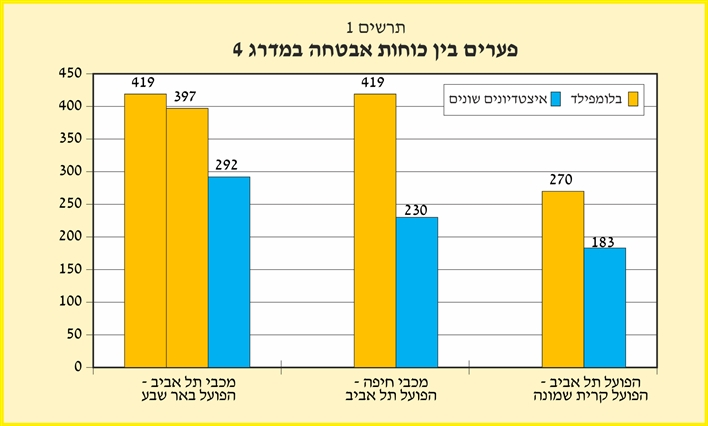 תרשים 1
פערים בין כוחות אבטחה במדרג 4
בלומפילד
איצטדיונים שונים
450
400
350
300
250
200
150
100
50
0
419
397
292
419
230
270
183
מכבי תל אביב -
הפועל באר שבע
מכבי חיפה -
הפועל תל אביב
הפועל תל אביב -
הפועל קרית שמונה